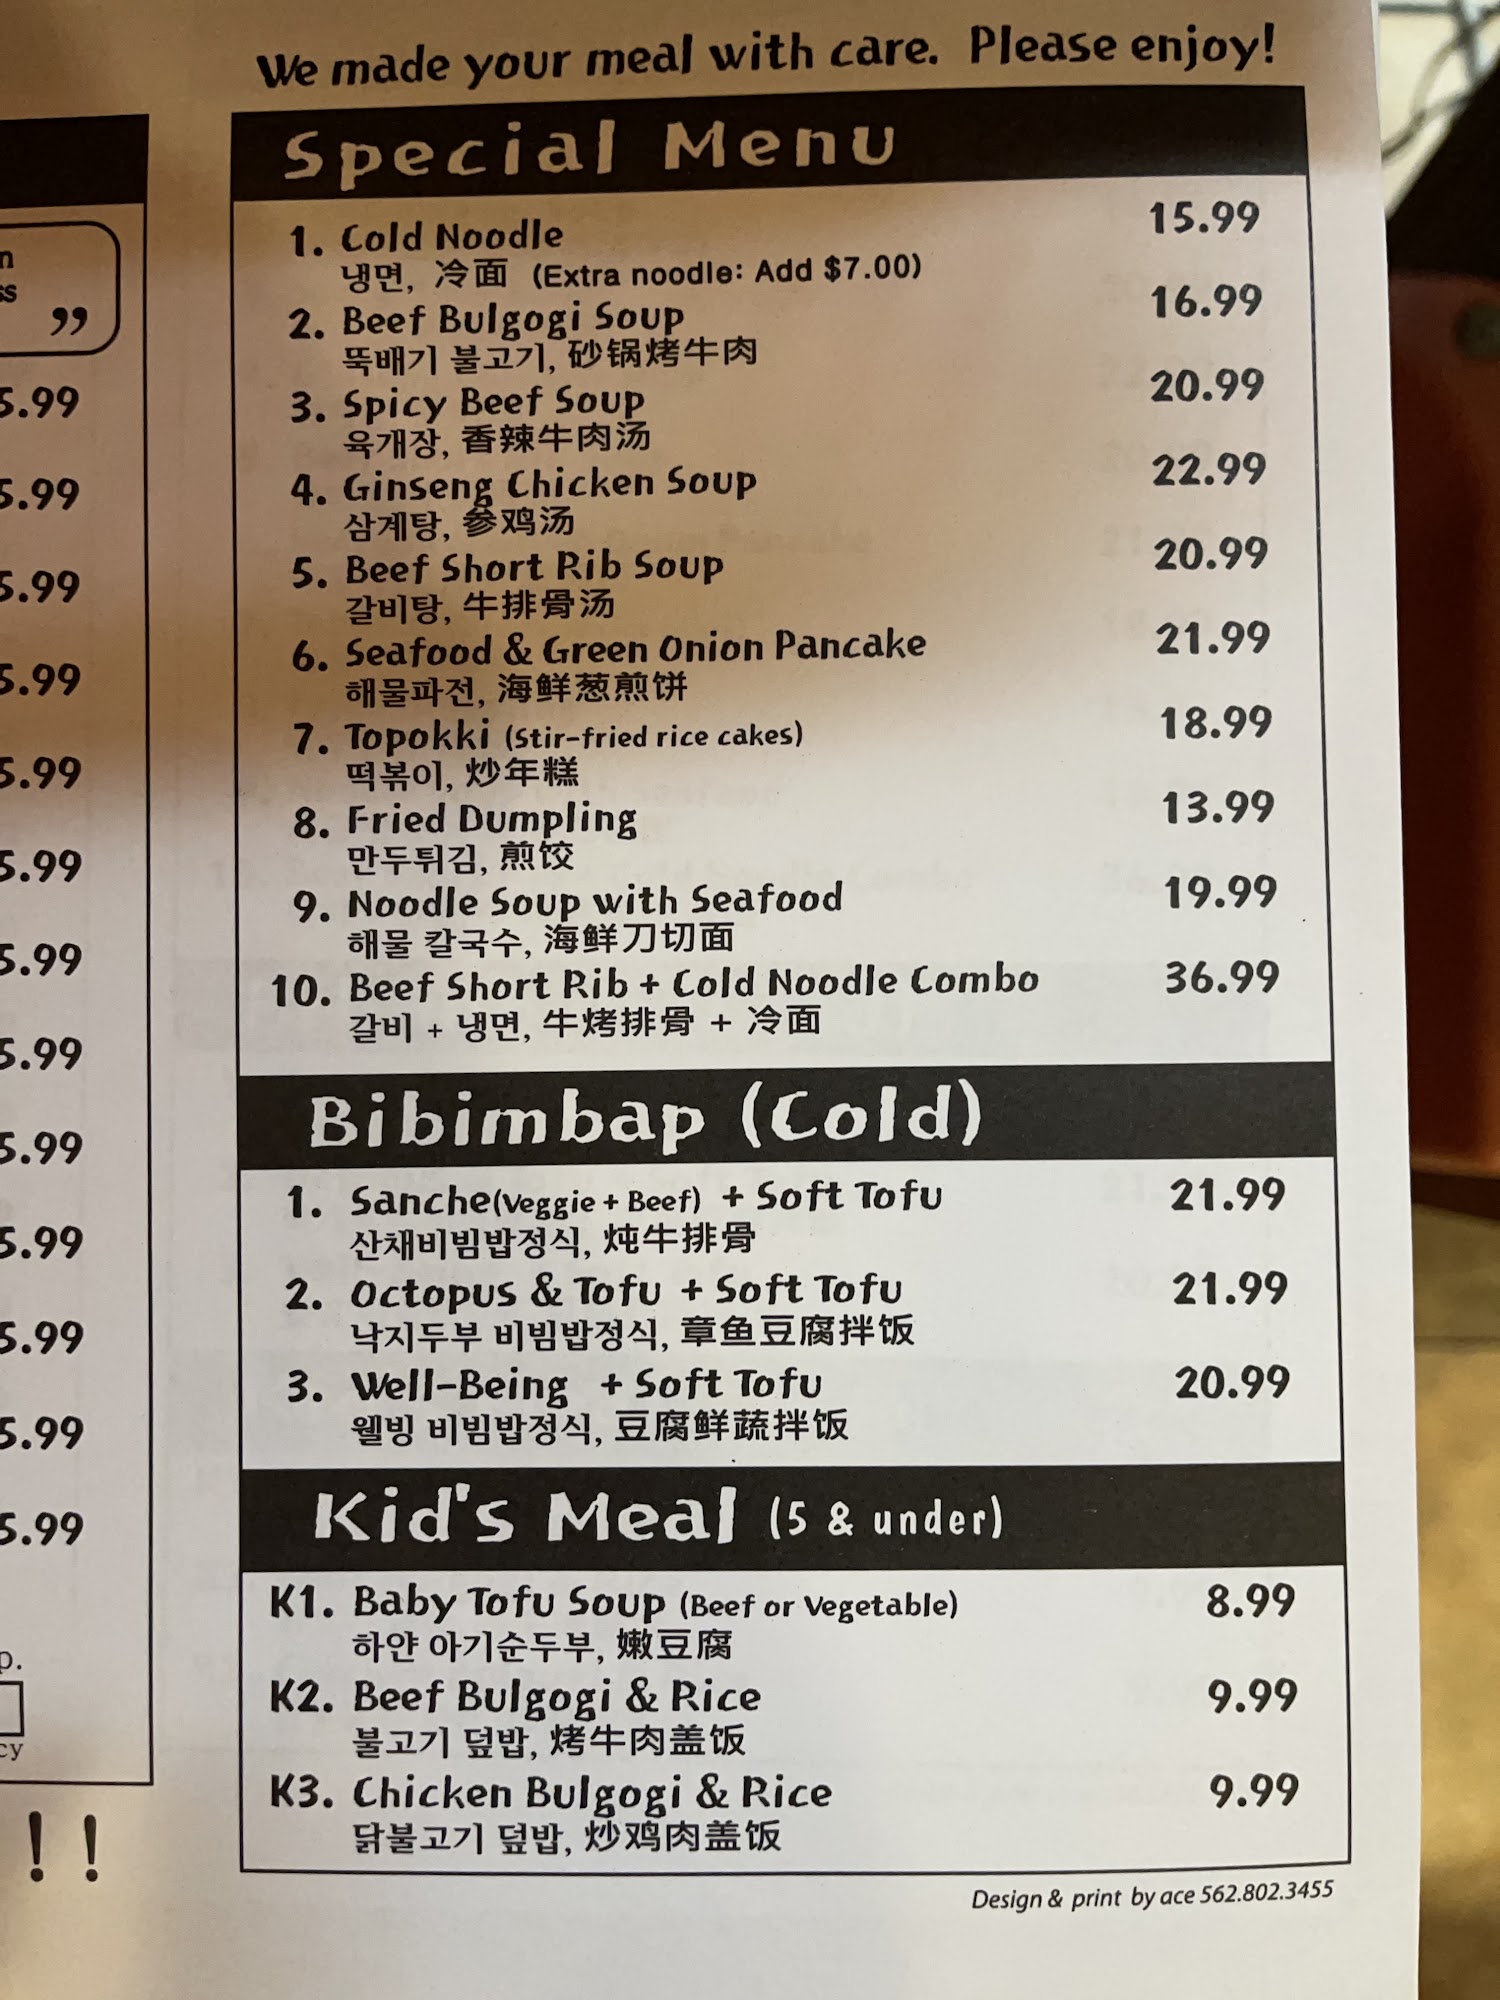 We made your meal with care. Please enjoy!
Special Menu
1. Cold Noodle 15.99
냉면, 冷面 (Extra noodle: Add $7.00)
2. Beef Bulgogi Soup 16.99
뚝배기 불고기, 砂锅烤牛肉
3. Spicy Beef Soup 20.99
육개장, 香辣牛肉汤
4. Ginseng Chicken Soup 22.99
삼계탕, 参鸡汤
5. Beef Short Rib Soup 20.99
갈비탕, 牛排骨汤
6. Seafood & Green Onion Pancake 21.99
해물파전, 海鲜葱煎饼
7. Topokki (Stir-fried rice cakes) 18.99
떡볶이, 炒年糕
8. Fried Dumpling 13.99
만두튀김, 煎饺
9. Noodle Soup with Seafood 19.99
해물 칼국수, 海鲜刀切面
10. Beef Short Rib + Cold Noodle Combo 36.99
갈비 + 냉면, 牛烤排骨 + 冷面
Bibimbap (Cold)
1. Sanche(Veggie + Beef) + Soft Tofu 21.99
산채비빔밥정식, 炖牛排骨
2. Octopus & Tofu + Soft Tofu 21.99
낙지두부 비빔밥정식, 章鱼豆腐拌饭
3. Well-Being + Soft Tofu 20.99
웰빙 비빔밥정식, 豆腐鲜蔬拌饭
Kid's Meal (5 & under)
K1. Baby Tofu Soup (Beef or Vegetable) 8.99
하얀 아기순두부, 嫩豆腐
K2. Beef Bulgogi & Rice 9.99
불고기 덮밥, 烤牛肉盖饭
K3. Chicken Bulgogi & Rice 9.99
닭불고기 덮밥, 炒鸡肉盖饭
Design & print by ace 562.802.3455